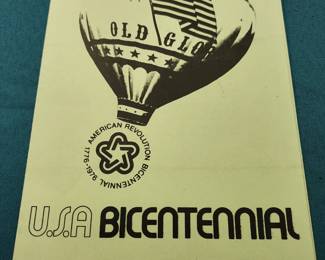 OLD GLO
AMERICAN REVOLUTION BICENTENNIAL 1776-1976
U.S.A BICENTENNIAL